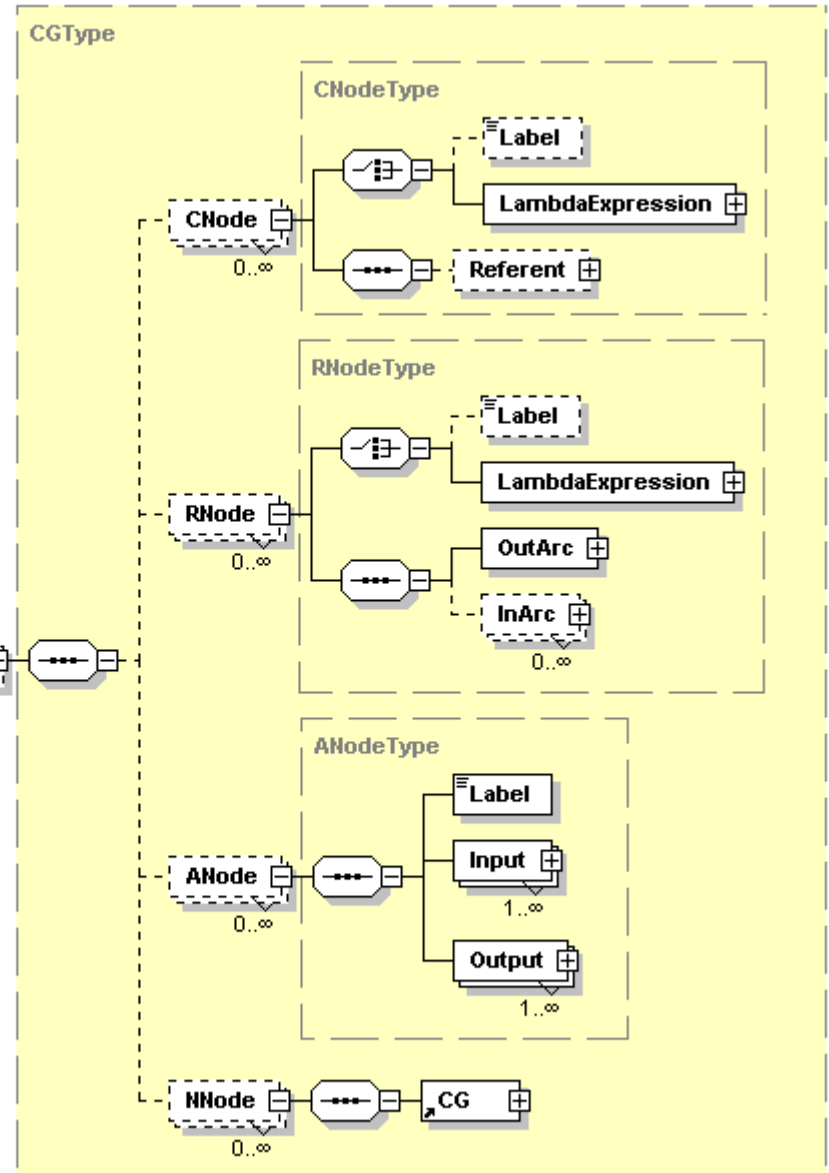 CGType
CNodeType
Label
LambdaExpression
CNode
0..∞
Referent
RNodeType
Label
LambdaExpression
RNode
0..∞
OutArc
InArc
0..∞
ANodeType
Label
Input
1..∞
ANode
0..∞
Output
1..∞
NNode
0..∞
CG